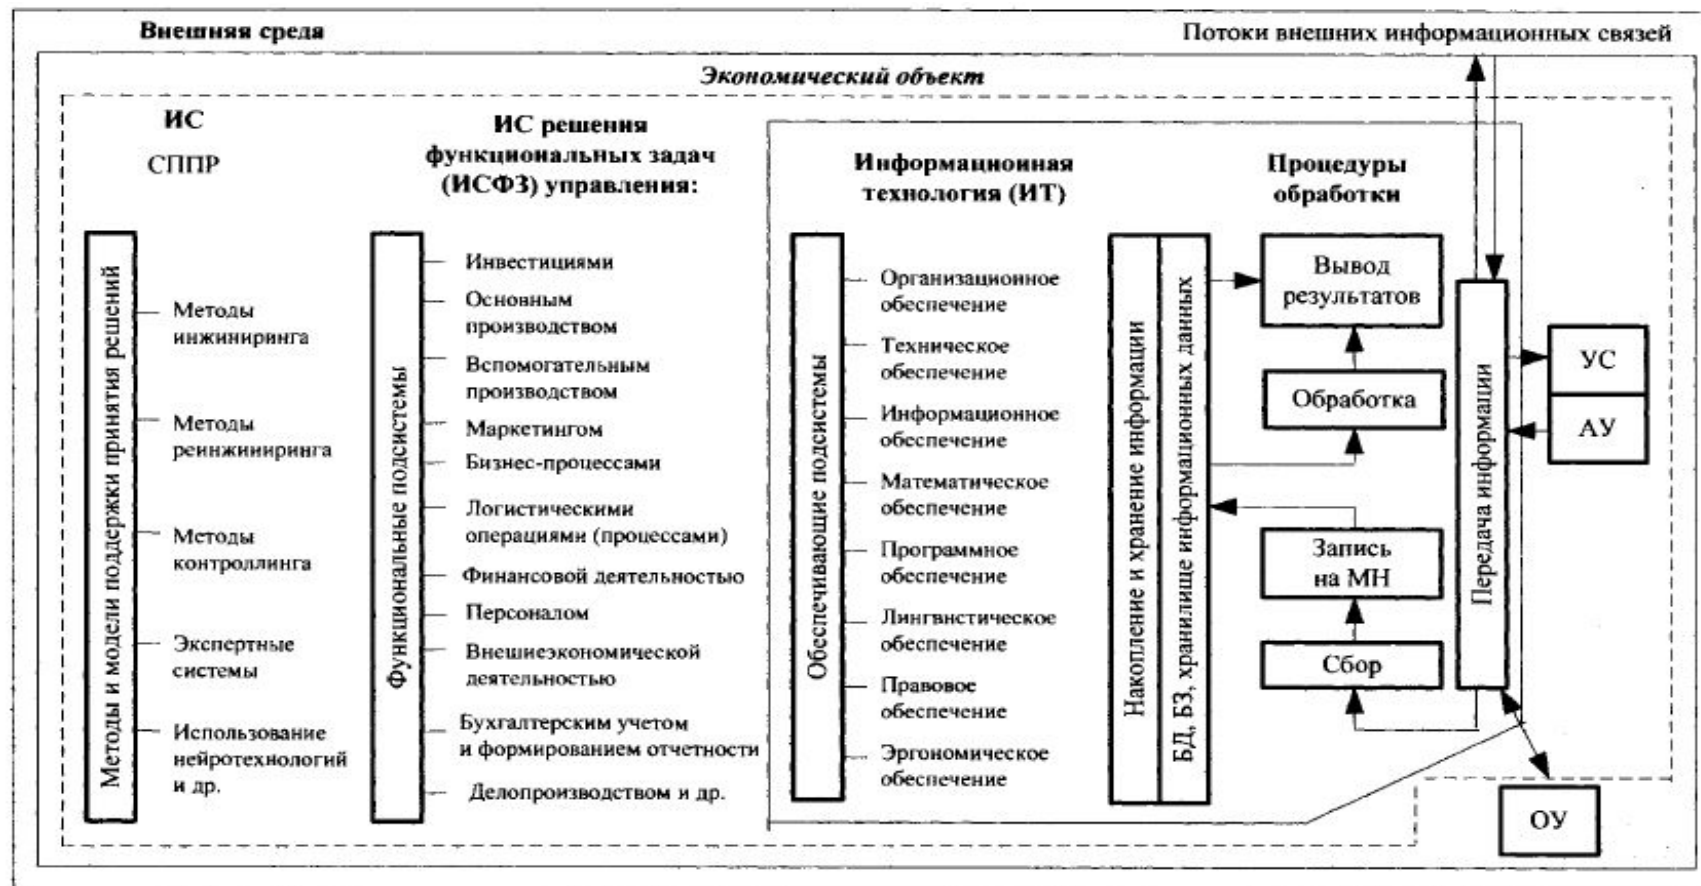 Внешняя среда
Потоки внешних информационных связей
Экономический объект
ИС
СППР
Методы и модели поддержки принятия решений
Методы
инжиниринга
Методы
реинжиниринга
Методы
контроллинга
Экспертные
системы
Использование
нейротехнологий
и др.
ИС решения
функциональных задач
(ИСФЗ) управления:
Функциональные подсистемы
Инвестициями
Основным
производством
Вспомогательным
производством
Маркетингом
Бизнес-процессами
Логистическими
операциями (процессами)
Финансовой деятельностью
Персоналом
Внешиеэкономической
деятельностью
Бухгалтерским учетом
и формированием отчетности
Делопроизводством и др.
Информациоиная
технология (ИТ)
Обеспечивающие подсистемы
Организационное
обеспечение
Техническое
обеспечение
Информационное
обеспечение
Математическое
обеспечение
Программное
обеспечение
Лингвистическое
обеспечение
Правовое
обеспечение
Эргономическое
обеспечение
Накопление и хранение информации
БД, БЗ, хранилище информационных данных
Процедуры
обработки
Вывод
результатов
Обработка
Запись
на МН
Сбор
Передача информации
УС
АУ
ОУ